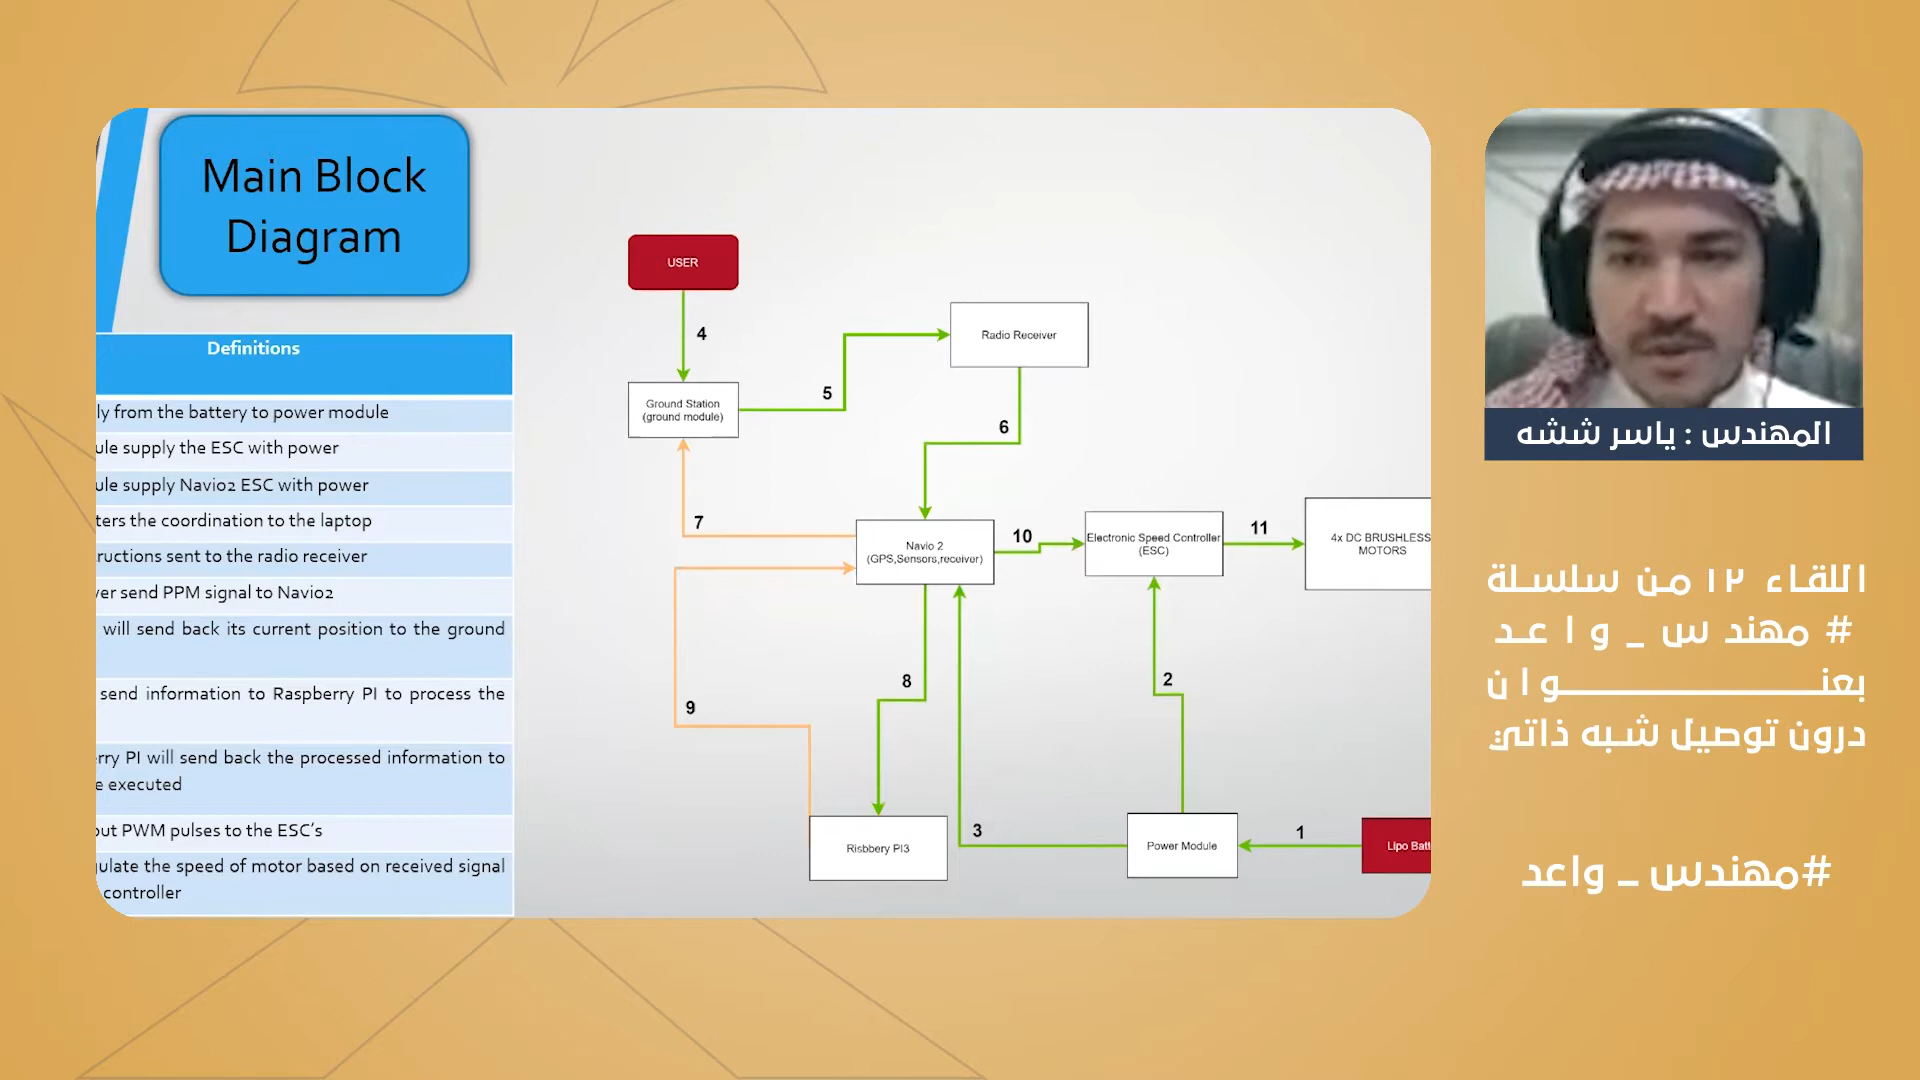 Main Block
Diagram
Definitions
ly from the battery to power module
ule supply the ESC with power
ule supply Navio2 ESC with power
ters the coordination to the laptop
tructions sent to the radio receiver
ver send PPM signal to Navio2
will send back its current position to the ground
send information to Raspberry PI to process the
erry PI will send back the processed information to
e executed
out PWM pulses to the ESC's
gulate the speed of motor based on received signal
controller
USER
4
Ground Station
(ground module)
5
Radio Receiver
6
7
Navio 2
(GPS,Sensors,receiver)
10
Electronic Speed Controller
(ESC)
11
4x DC BRUSHLESS
MOTORS
8
9
2
3
Risbbery PI3
Power Module
1
Lipo Batt
المهندس : ياسر ششه
اللقاء ١٢ من سلسلة
# مهندس _ واعد
بعنوان
درون توصيل شبه ذاتي
#مهندس _ واعد